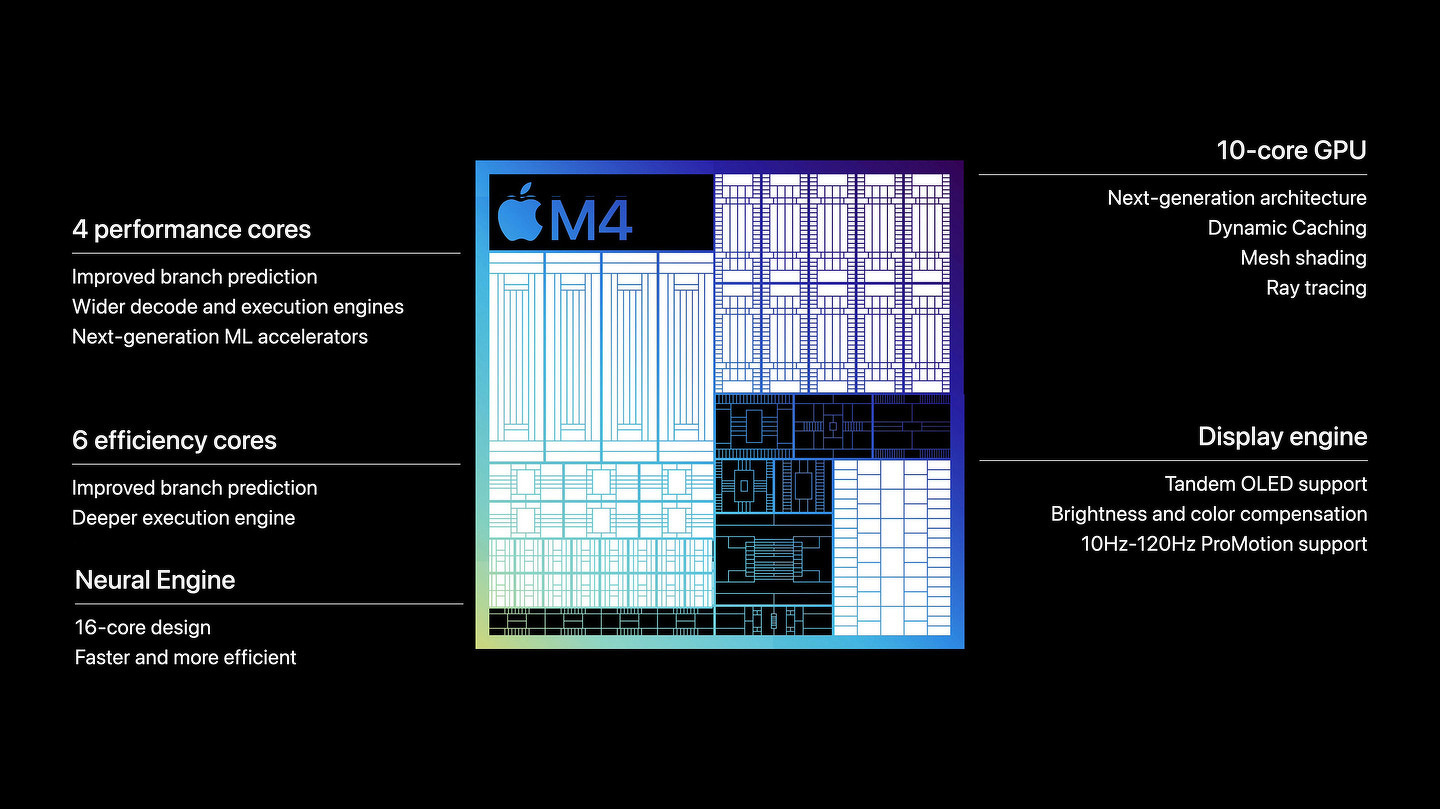 4 performance cores
Improved branch prediction
Wider decode and execution engines
Next-generation ML accelerators
6 efficiency cores
Improved branch prediction
Deeper execution engine
Neural Engine
16-core design
Faster and more efficient
M4
10-core GPU
Next-generation architecture
Dynamic Caching
Mesh shading
Ray tracing
Display engine
Tandem OLED support
Brightness and color compensation
10Hz-120Hz ProMotion support